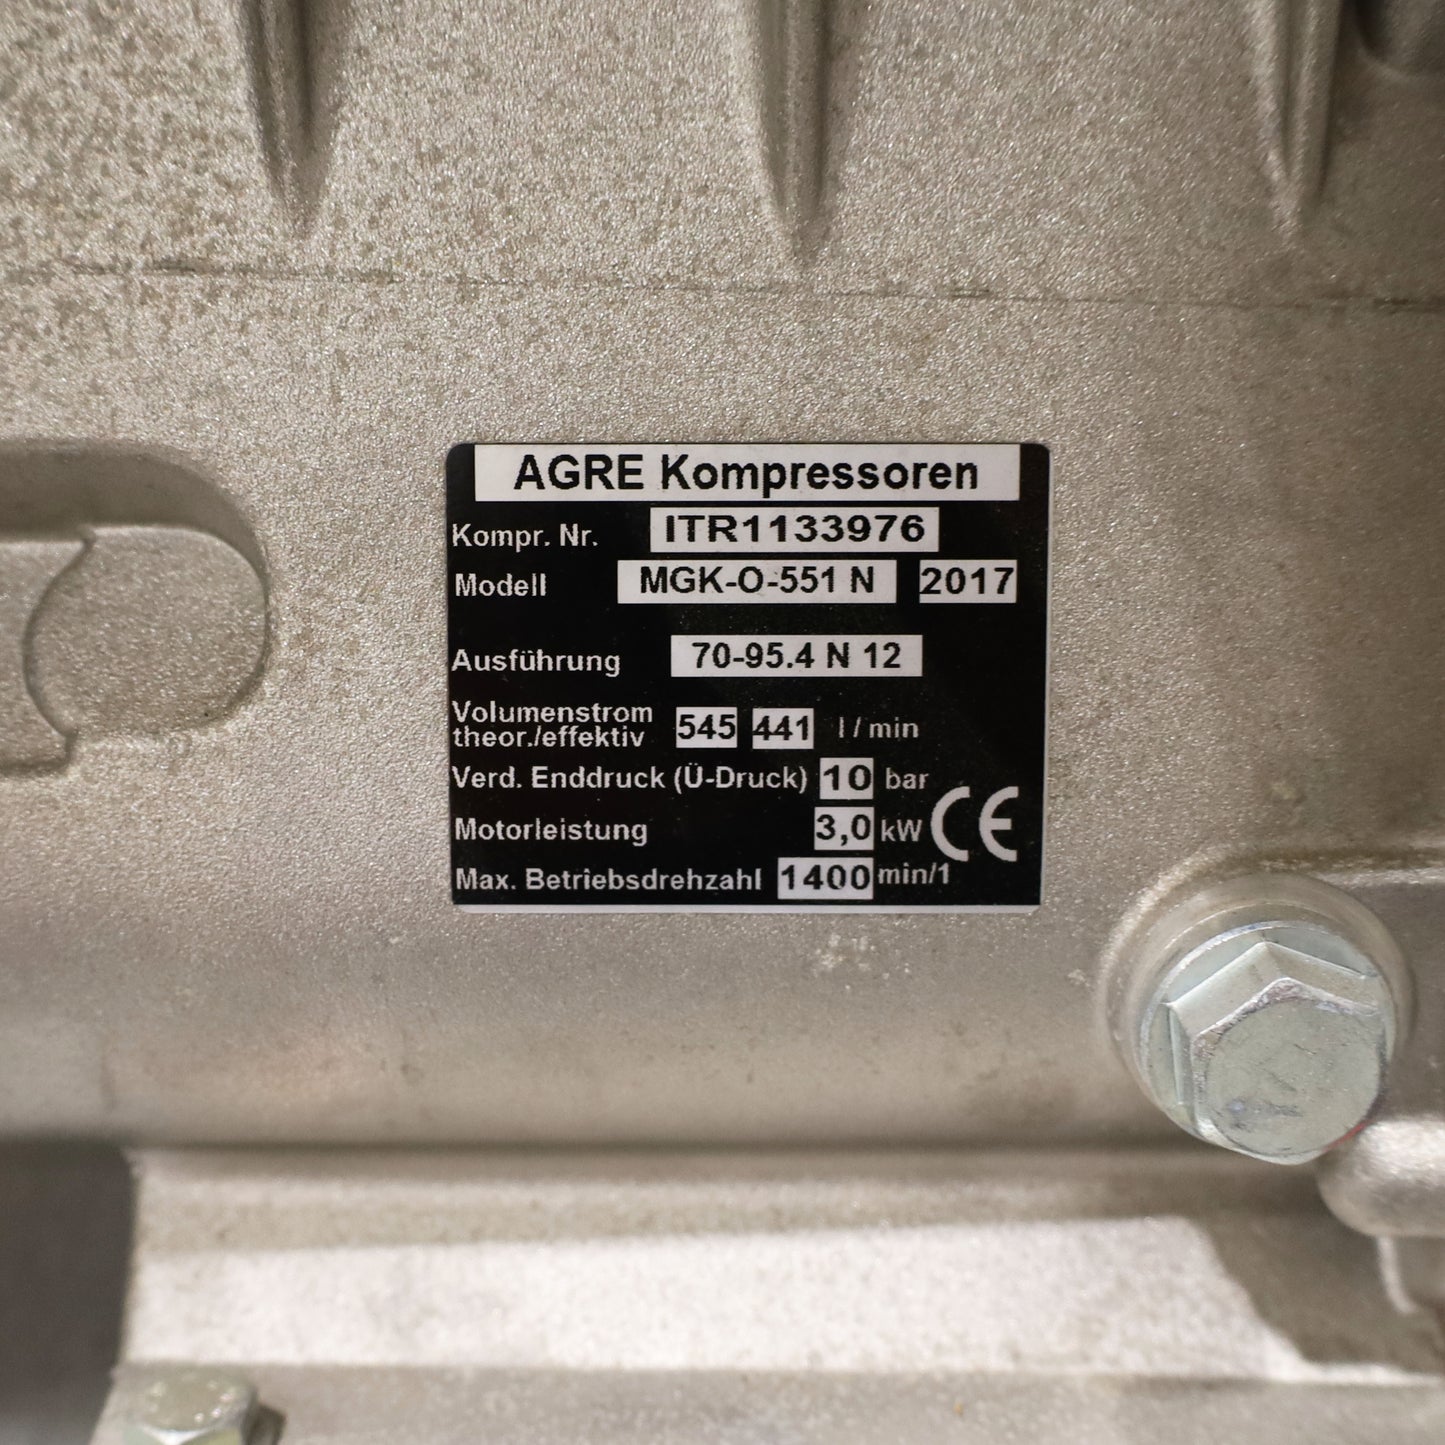 AGRE Kompressoren
Kompr. Nr. ITR1133976
Modell MGK-O-551 N 2017
Ausführung 70-95.4 N 12
Volumenstrom
theor./effektiv 545 441 l / min
Verd. Enddruck (Ü-Druck) 10 bar
Motorleistung 3,0 kW CE
Max. Betriebsdrehzahl 1400 min/1